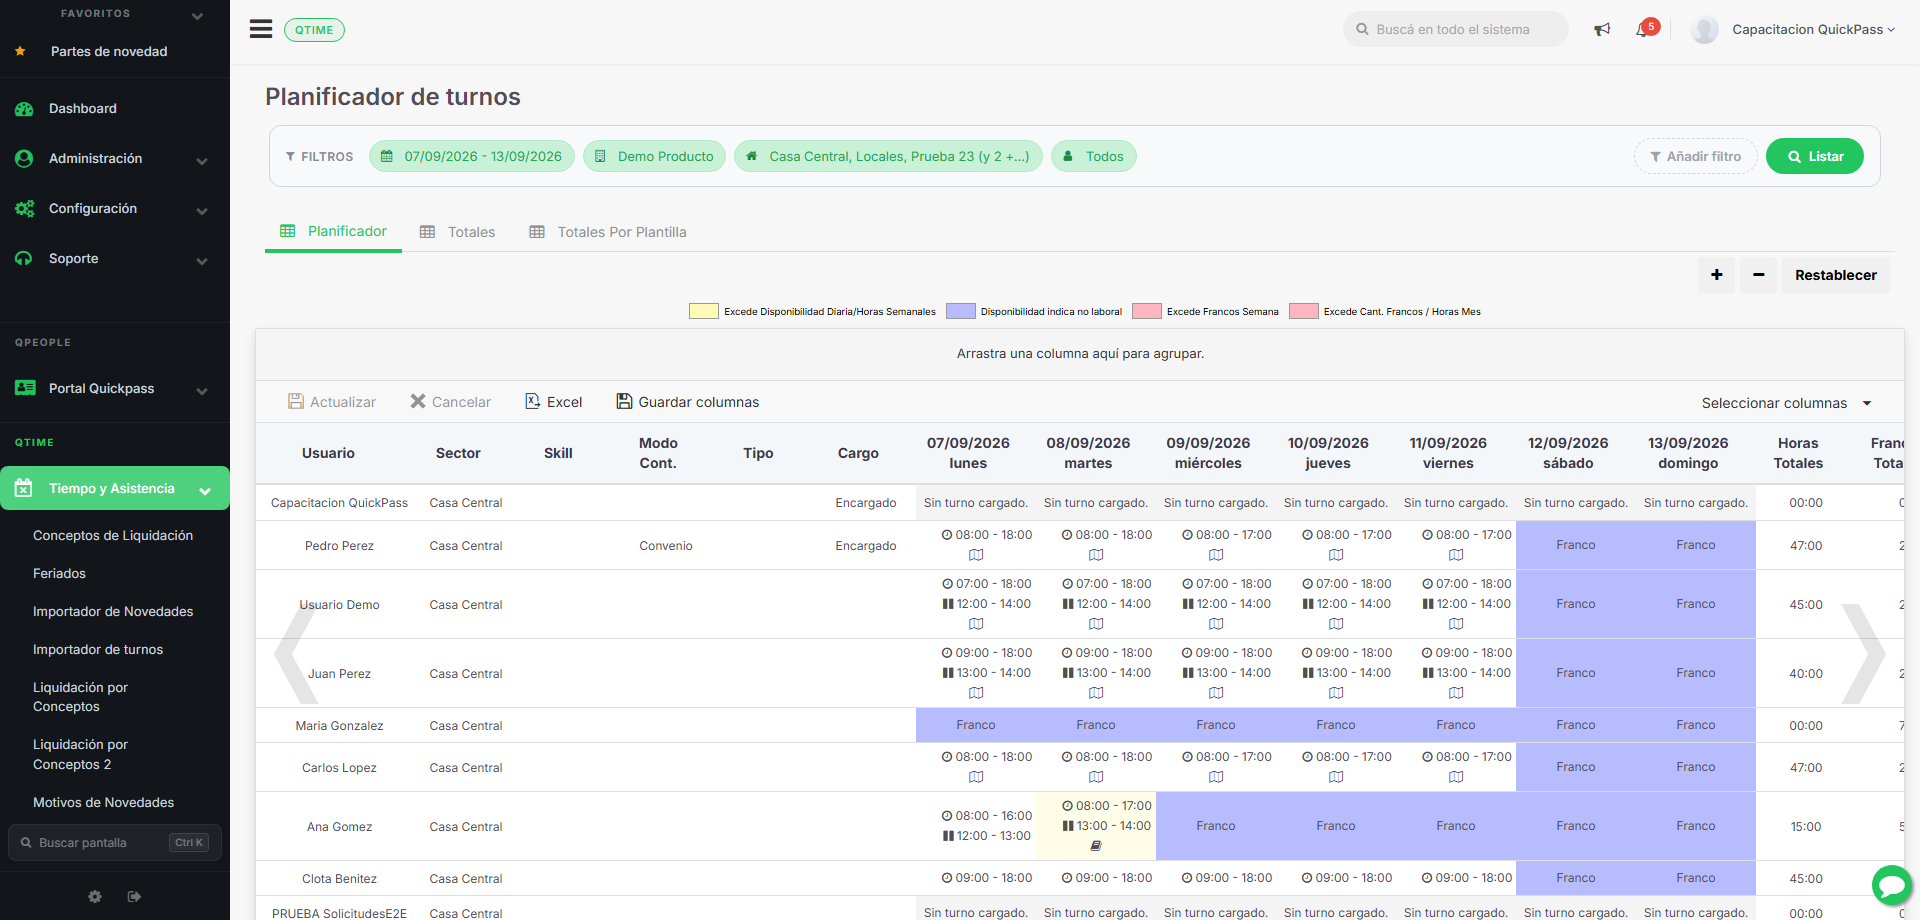 FAVORITOS
Partes de novedad
Dashboard
Administración
Configuración
Soporte
QPEOPLE
Portal Quickpass
QTIME
Tiempo y Asistencia
Conceptos de Liquidación
Feriados
Importador de Novedades
Importador de turnos
Liquidación por
Conceptos
Liquidación por
Conceptos 2
Motivos de Novedades
Buscar pantalla Ctrl K
QTIME
Buscá en todo el sistema
5
Capacitacion QuickPass
Planificador de turnos
FILTROS 07/09/2026 - 13/09/2026 Demo Producto Casa Central, Locales, Prueba 23 (y 2 +...) Todos Añadir filtro Listar
Planificador Totales Totales Por Plantilla
+ − Restablecer
Excede Disponibilidad Diaria/Horas Semanales Disponibilidad indica no laboral Excede Francos Semana Excede Cant. Francos / Horas Mes
Arrastra una columna aquí para agrupar.
Actualizar Cancelar Excel Guardar columnas Seleccionar columnas
Usuario Sector Skill Modo Cont. Tipo Cargo 07/09/2026 lunes 08/09/2026 martes 09/09/2026 miércoles 10/09/2026 jueves 11/09/2026 viernes 12/09/2026 sábado 13/09/2026 domingo Horas Totales
Capacitacion QuickPass Casa Central Encargado Sin turno cargado. Sin turno cargado. Sin turno cargado. Sin turno cargado. Sin turno cargado. Sin turno cargado. Sin turno cargado. 00:00
Pedro Perez Casa Central Convenio Encargado 08:00 - 18:00 08:00 - 18:00 08:00 - 17:00 08:00 - 17:00 08:00 - 17:00 Franco Franco 47:00 2
07:00 - 18:00 07:00 - 18:00 07:00 - 18:00 07:00 - 18:00 07:00 - 18:00
Usuario Demo Casa Central 12:00 - 14:00 12:00 - 14:00 12:00 - 14:00 12:00 - 14:00 12:00 - 14:00 Franco Franco 45:00 2
09:00 - 18:00 09:00 - 18:00 09:00 - 18:00 09:00 - 18:00 09:00 - 18:00
Juan Perez Casa Central 13:00 - 14:00 13:00 - 14:00 13:00 - 14:00 13:00 - 14:00 13:00 - 14:00 Franco Franco 40:00 2
Maria Gonzalez Casa Central Franco Franco Franco Franco Franco Franco Franco 00:00 7
Carlos Lopez Casa Central 08:00 - 18:00 08:00 - 18:00 08:00 - 17:00 08:00 - 17:00 08:00 - 17:00 Franco Franco 47:00 2
08:00 - 16:00 08:00 - 17:00
Ana Gomez Casa Central 12:00 - 13:00 13:00 - 14:00 Franco Franco Franco Franco Franco 15:00 5
Clota Benitez Casa Central 09:00 - 18:00 09:00 - 18:00 09:00 - 18:00 09:00 - 18:00 09:00 - 18:00 Franco Franco 45:00
PRUEBA SolicitudesE2E Casa Central Sin turno cargado. Sin turno cargado. Sin turno cargado. Sin turno cargado. Sin turno cargado. Sin turno cargado. Sin turno cargado. 00:00